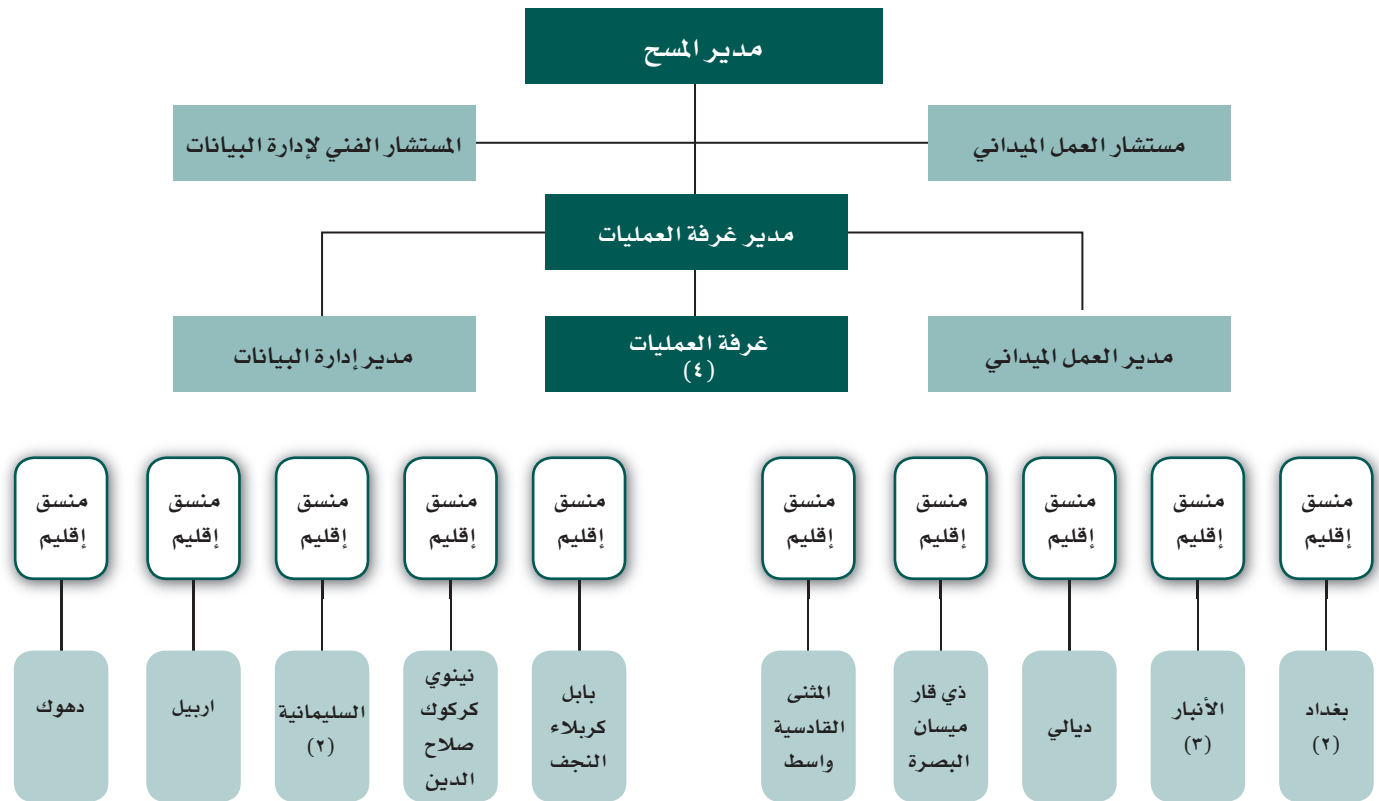 مدير المسح
مستشار العمل الميداني
المستشار الفني لإدارة البيانات
مدير غرفة العمليات
مدير العمل الميداني
غرفة العمليات
(٤)
مدير إدارة البيانات
منسق
إقليم
منسق
إقليم
منسق
إقليم
منسق
إقليم
منسق
إقليم
منسق
إقليم
منسق
إقليم
منسق
إقليم
منسق
إقليم
منسق
إقليم
بغداد
(٢)
الأنبار
(٣)
ديالي
ذي قار
ميسان
البصرة
المثنى
القادسية
واسط
بابل
كربلاء
النجف
نينوي
كركوك
صلاح
الدين
السليمانية
(٢)
اربيل
دهوك